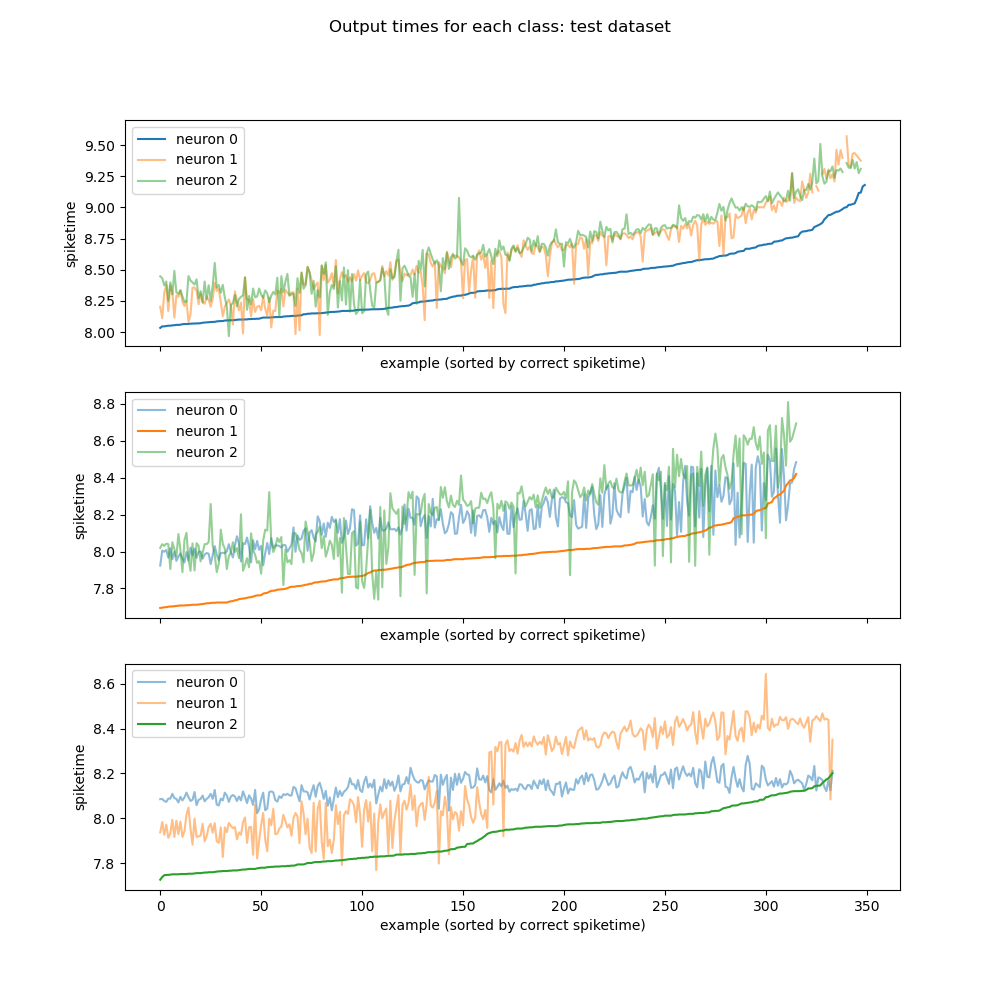 Output times for each class: test dataset
neuron 0
neuron 1
neuron 2
9.50
9.25
9.00
8.75
8.50
8.25
8.00
spiketime
example (sorted by correct spiketime)
neuron 0
neuron 1
neuron 2
8.8
8.6
8.4
8.2
8.0
7.8
spiketime
example (sorted by correct spiketime)
neuron 0
neuron 1
neuron 2
8.6
8.4
8.2
8.0
7.8
spiketime
0 50 100 150 200 250 300 350
example (sorted by correct spiketime)